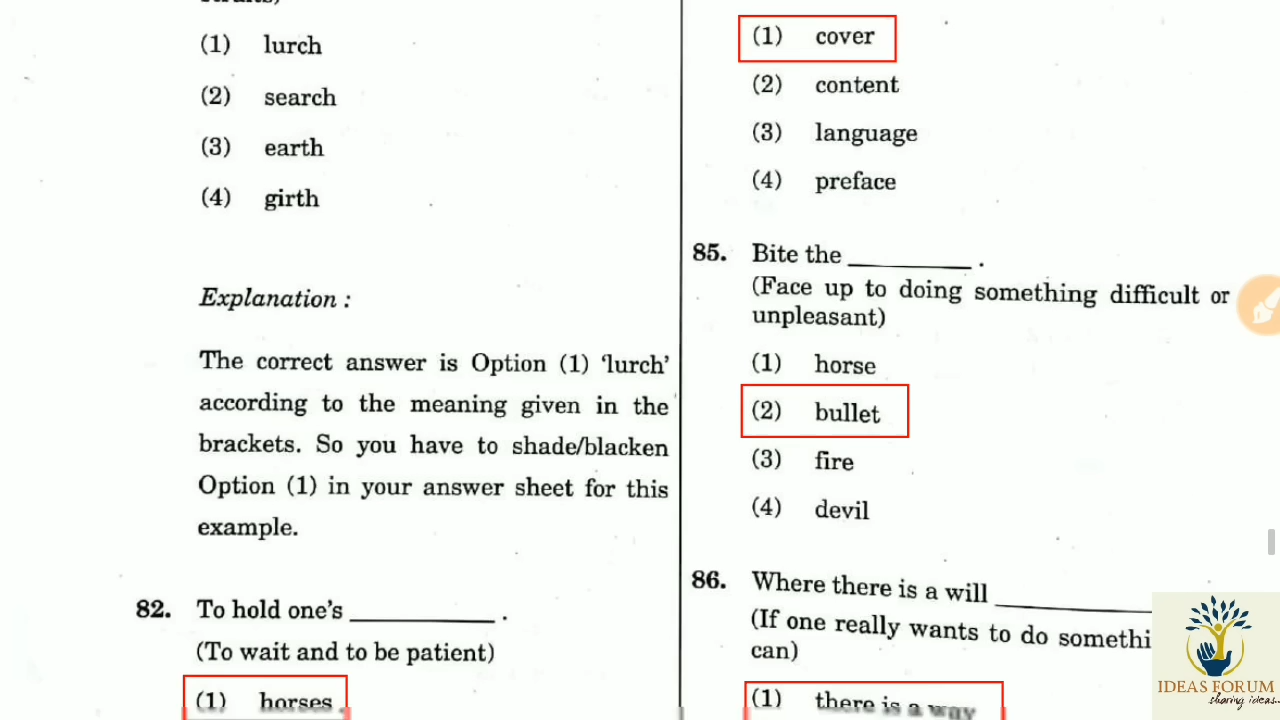 (1) lurch
(2) search
(3) earth
(4) girth
Explanation :
The correct answer is Option (1) 'lurch'
according to the meaning given in the
brackets. So you have to shade/blacken
Option (1) in your answer sheet for this
example.
82. To hold one's ________ .
(To wait and to be patient)
(1) horses .
(1) cover
(2) content
(3) language
(4) preface
85. Bite the ________ .
(Face up to doing something difficult or
unpleasant)
(1) horse
(2) bullet
(3) fire
(4) devil
86. Where there is a will ________
(If one really wants to do somethi
can)
(1) there is a way
IDEAS FORUM
sharing ideas..